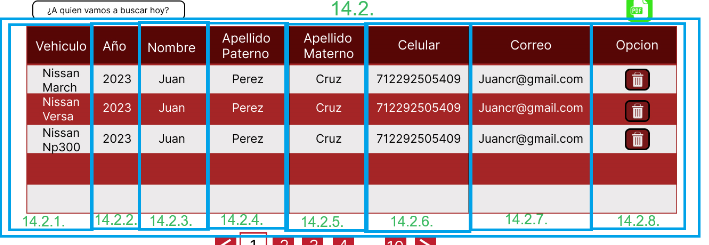 ¿A quien vamos a buscar hoy?
14.2.
PDF
Vehiculo Año Nombre Apellido Paterno Apellido Materno Celular Correo Opcion
Nissan March 2023 Juan Perez Cruz 712292505409 Juancr@gmail.com
Nissan Versa 2023 Juan Perez Cruz 712292505409 Juancr@gmail.com
Nissan Np300 2023 Juan Perez Cruz 712292505409 Juancr@gmail.com
14.2.1. 14.2.2. 14.2.3. 14.2.4. 14.2.5. 14.2.6. 14.2.7. 14.2.8.
< 1 2 3 4 10 >